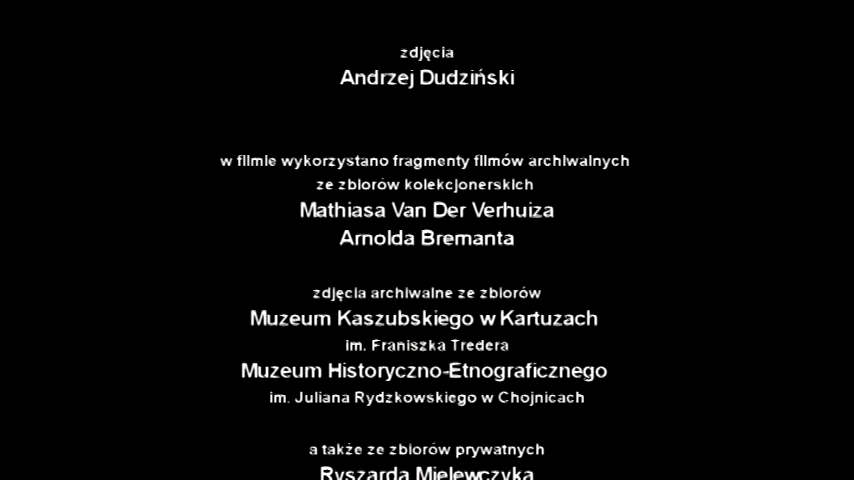 zdjęcia
Andrzej Dudziński
w filmie wykorzystano fragmenty filmów archiwalnych
ze zbiorów kolekcjonerskich
Mathiasa Van Der Verhuiza
Arnolda Bremanta
zdjęcia archiwalne ze zbiorów
Muzeum Kaszubskiego w Kartuzach
im. Franiszka Tredera
Muzeum Historyczno-Etnograficznego
im. Juliana Rydzkowskiego w Chojnicach
a także ze zbiorów prywatnych
Ryszarda Mielewczyka